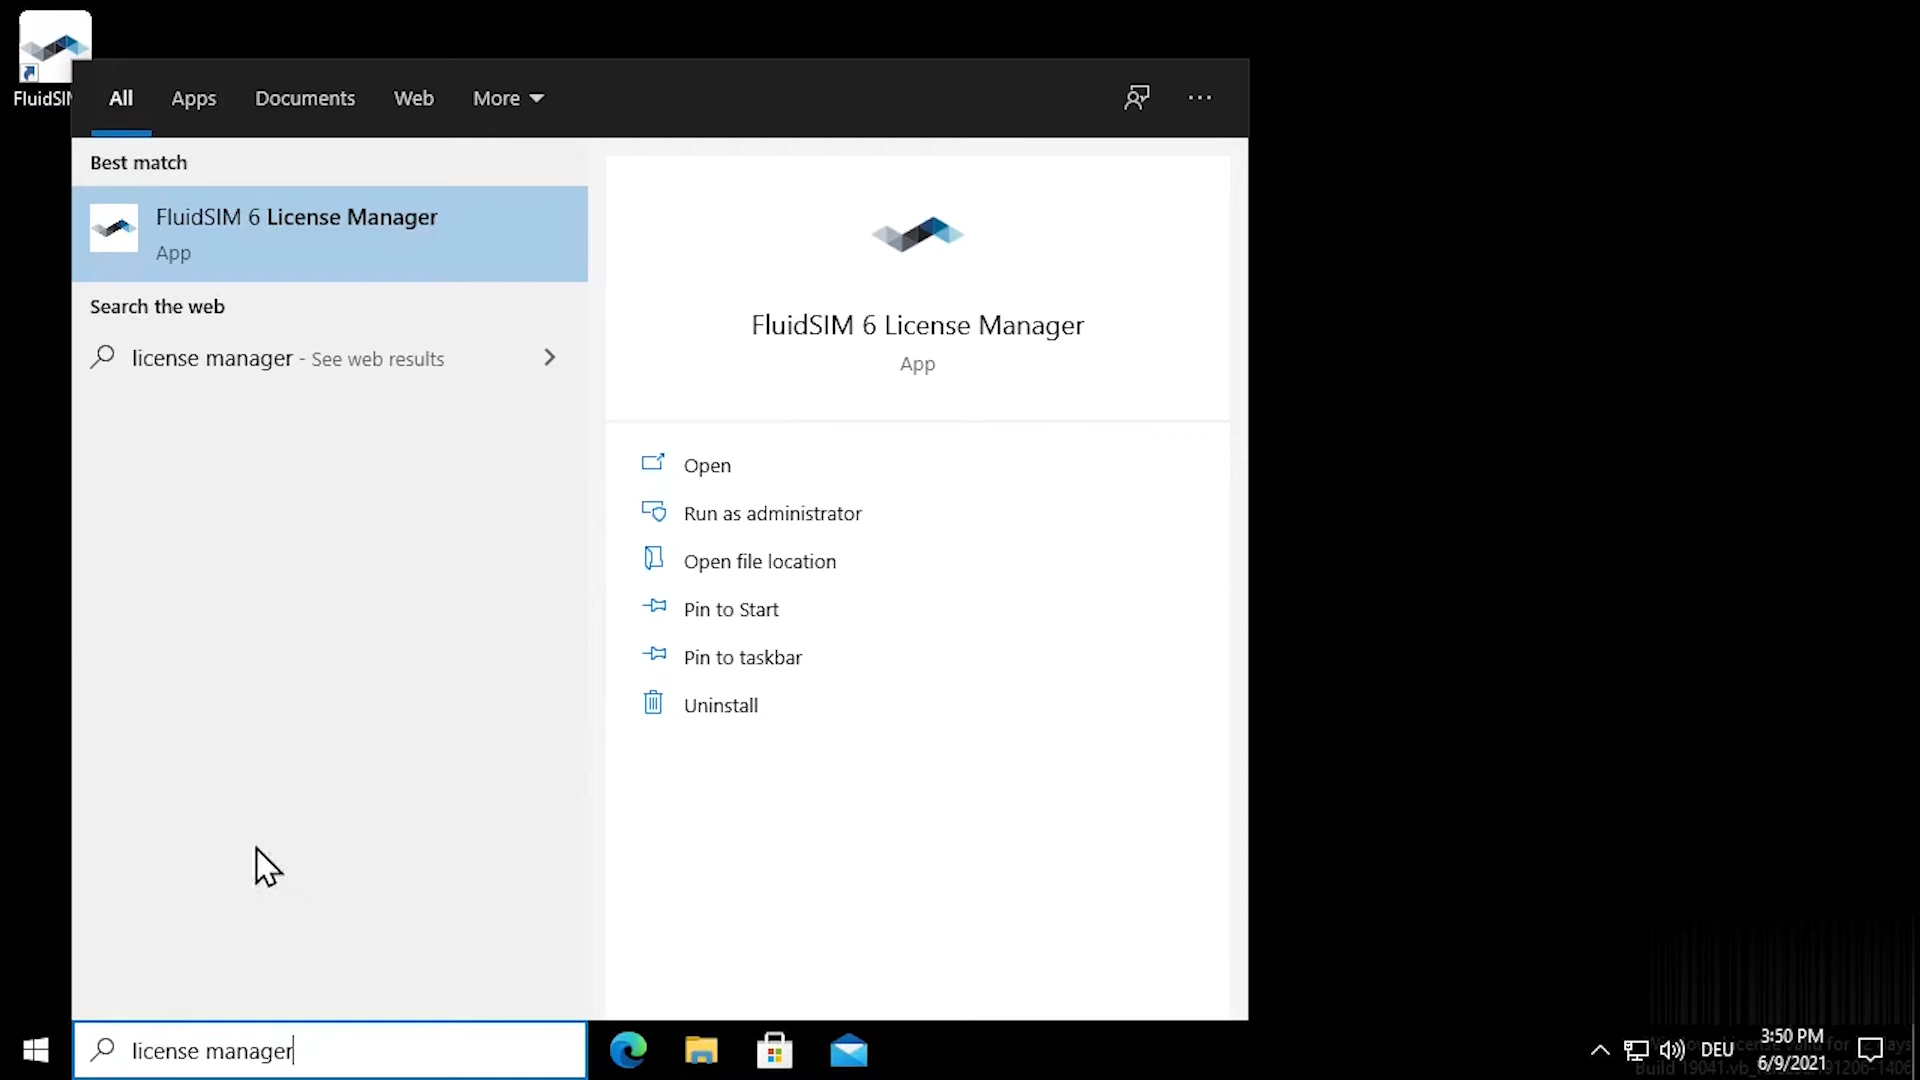 FluidSIM
All
Apps
Documents
Web
More
Best match
FluidSIM 6 License Manager
App
Search the web
license manager - See web results
FluidSIM 6 License Manager
App
Open
Run as administrator
Open file location
Pin to Start
Pin to taskbar
Uninstall
license manager
DEU
3:50 PM
6/9/2021